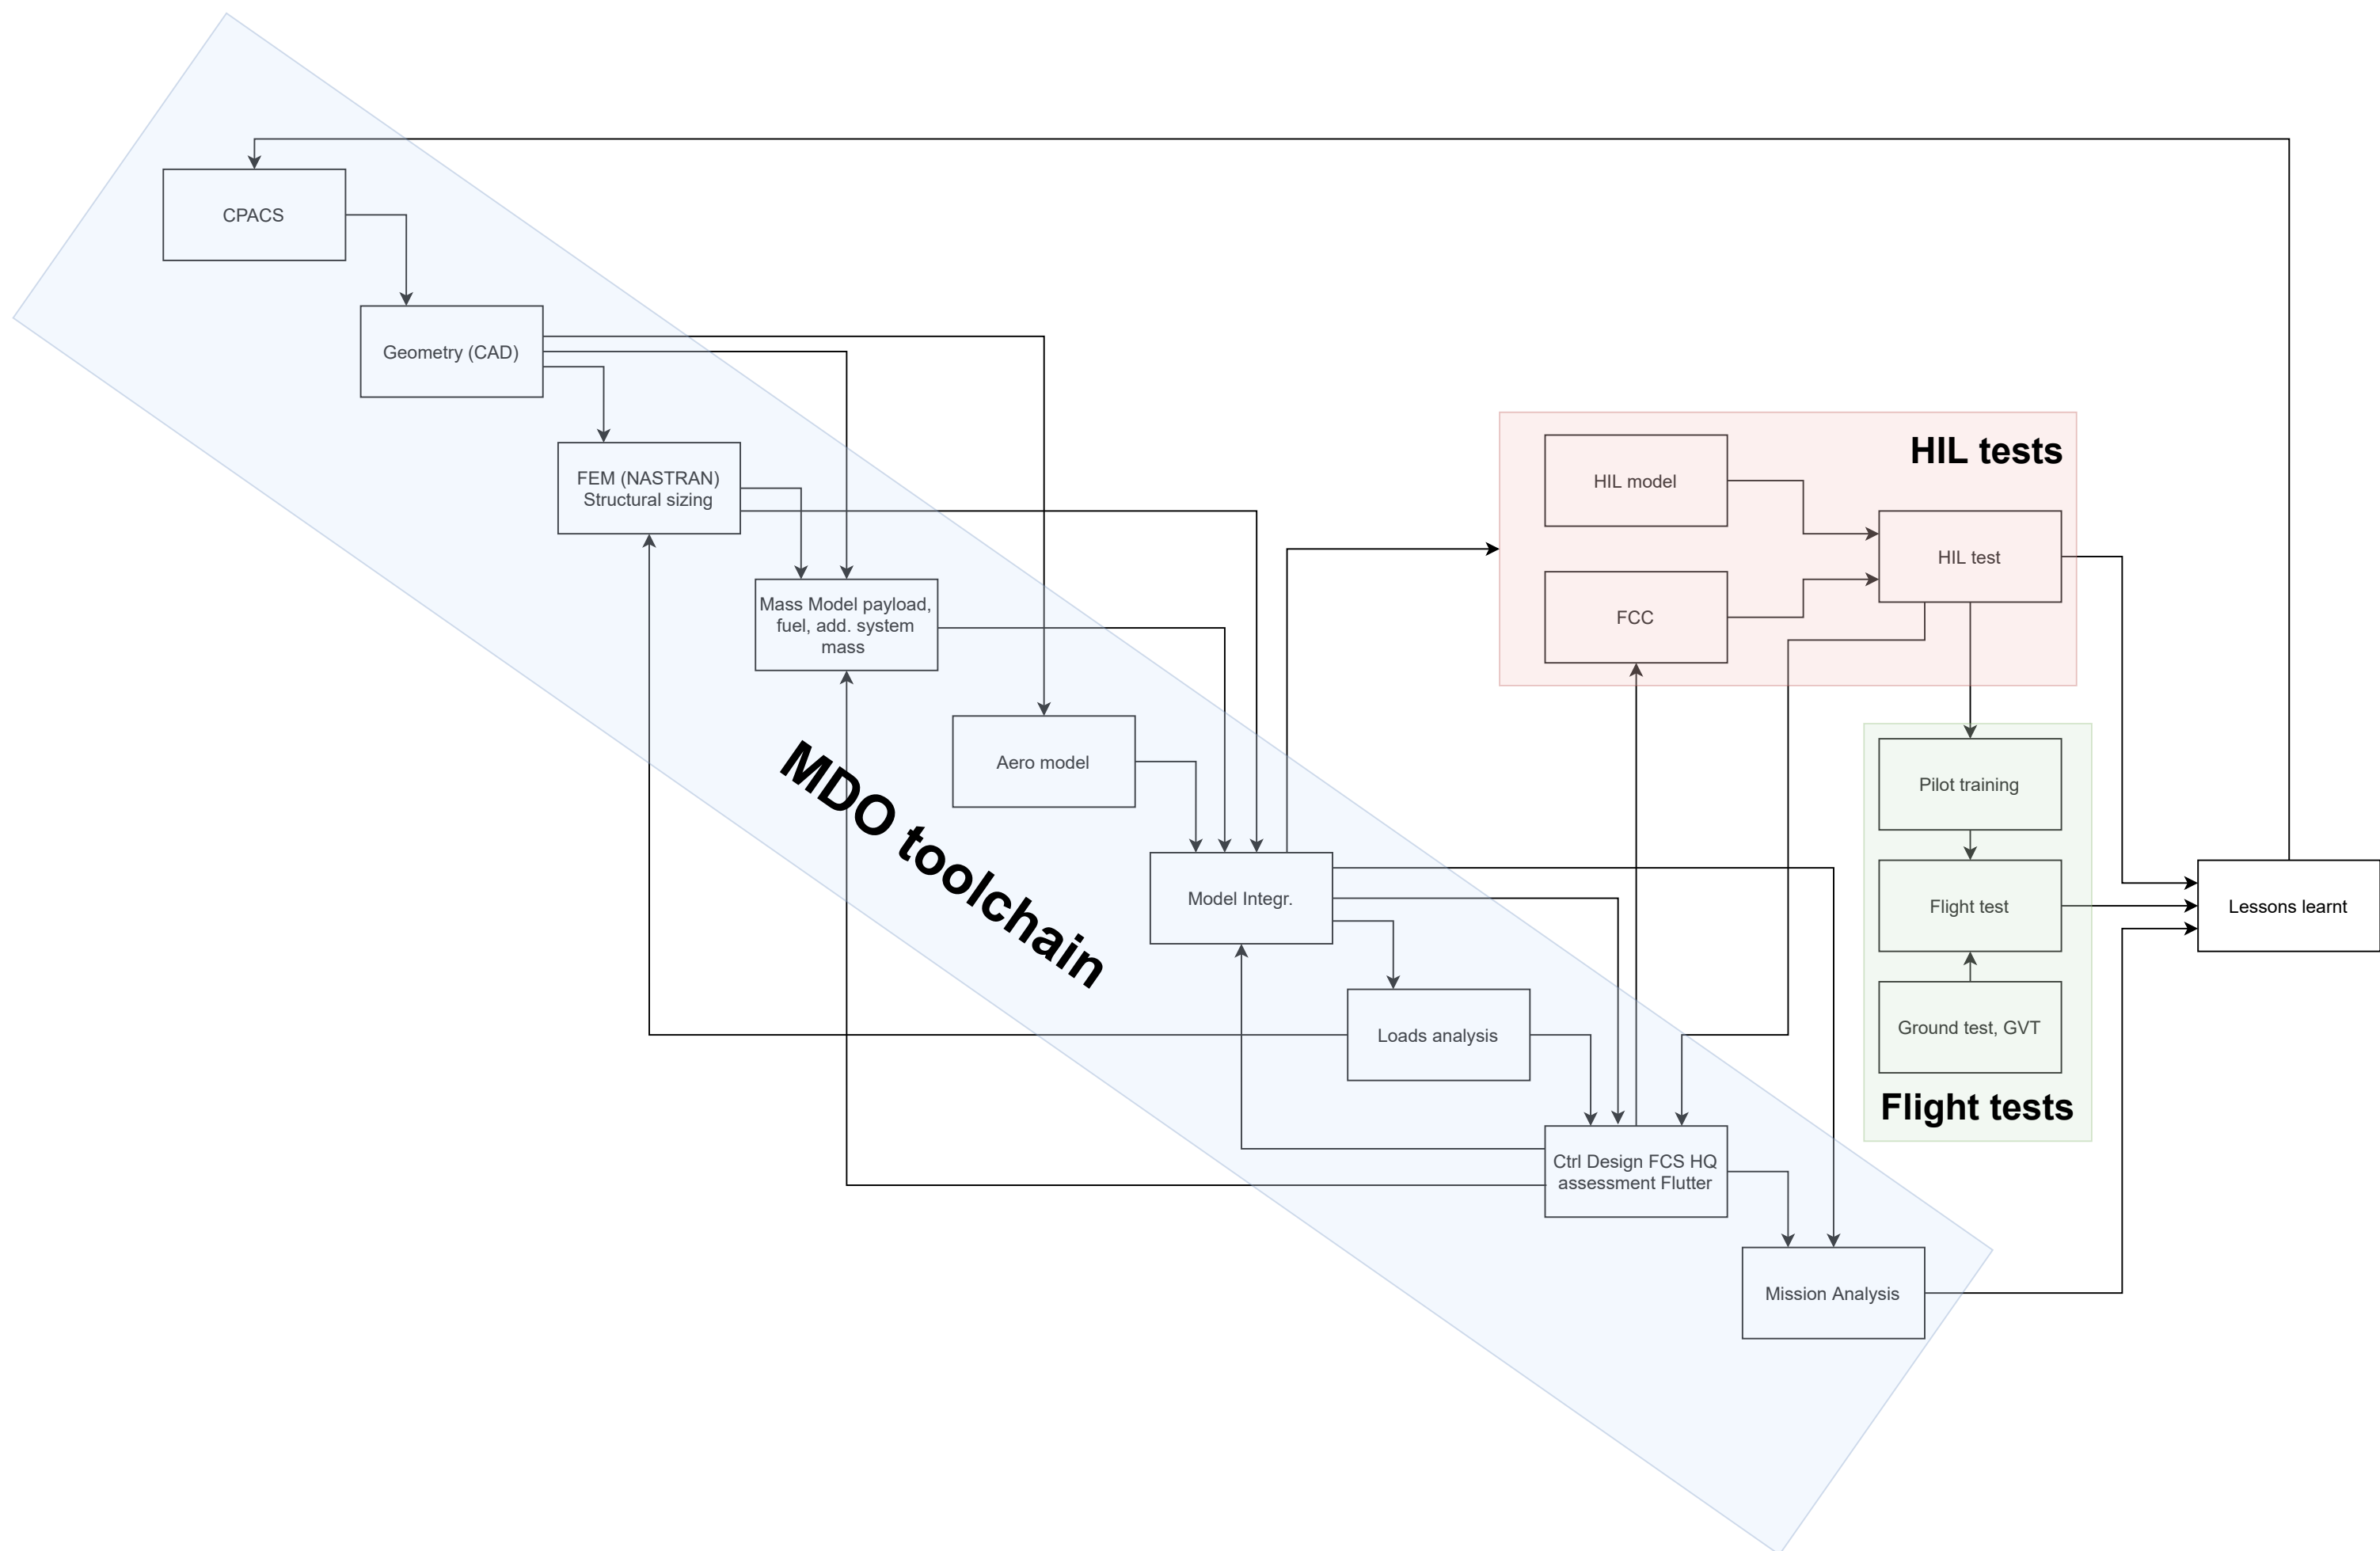 CPACS
Geometry (CAD)
FEM (NASTRAN)
Structural sizing
Mass Model payload,
fuel, add. system
mass
Aero model
MDO toolchain
Model Integr.
Loads analysis
Ctrl Design FCS HQ
assessment Flutter
Mission Analysis
HIL tests
HIL model
HIL test
FCC
Pilot training
Flight test
Ground test, GVT
Flight tests
Lessons learnt